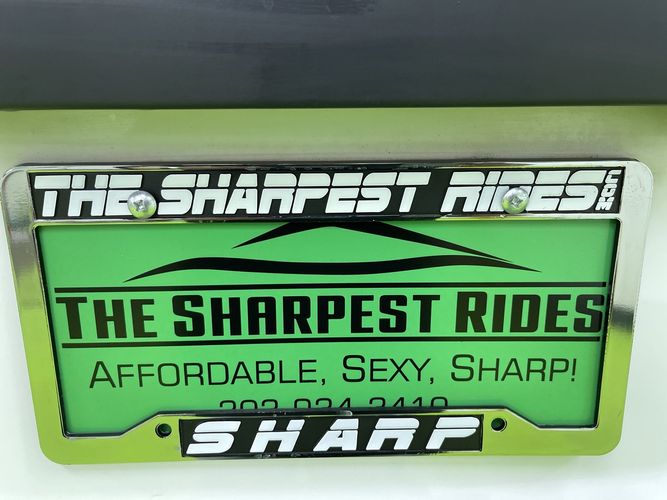 THE SHARPEST RIDES.COM
THE SHARPEST RIDES
AFFORDABLE, SEXY, SHARP!
SHARP